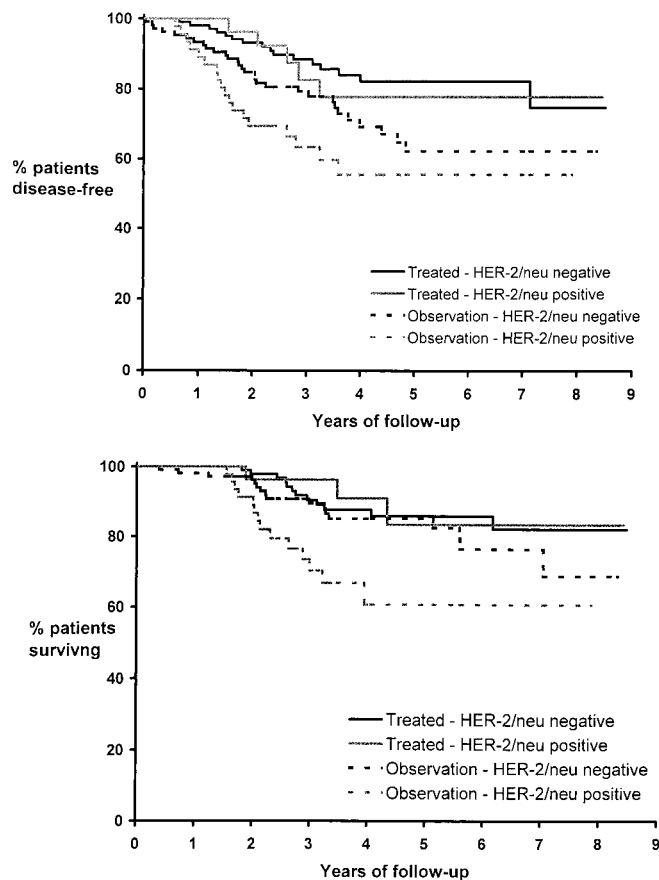 100
80
% patients
disease-free
60
40
20
0
Treated - HER-2/neu negative
Treated - HER-2/neu positive
Observation - HER-2/neu negative
Observation - HER-2/neu positive
0 1 2 3 4 5 6 7 8 9
Years of follow-up
100
80
60
% patients
survivng
40
20
0
Treated - HER-2/neu negative
Treated - HER-2/neu positive
Observation - HER-2/neu negative
Observation - HER-2/neu positive
0 1 2 3 4 5 6 7 8 9
Years of follow-up